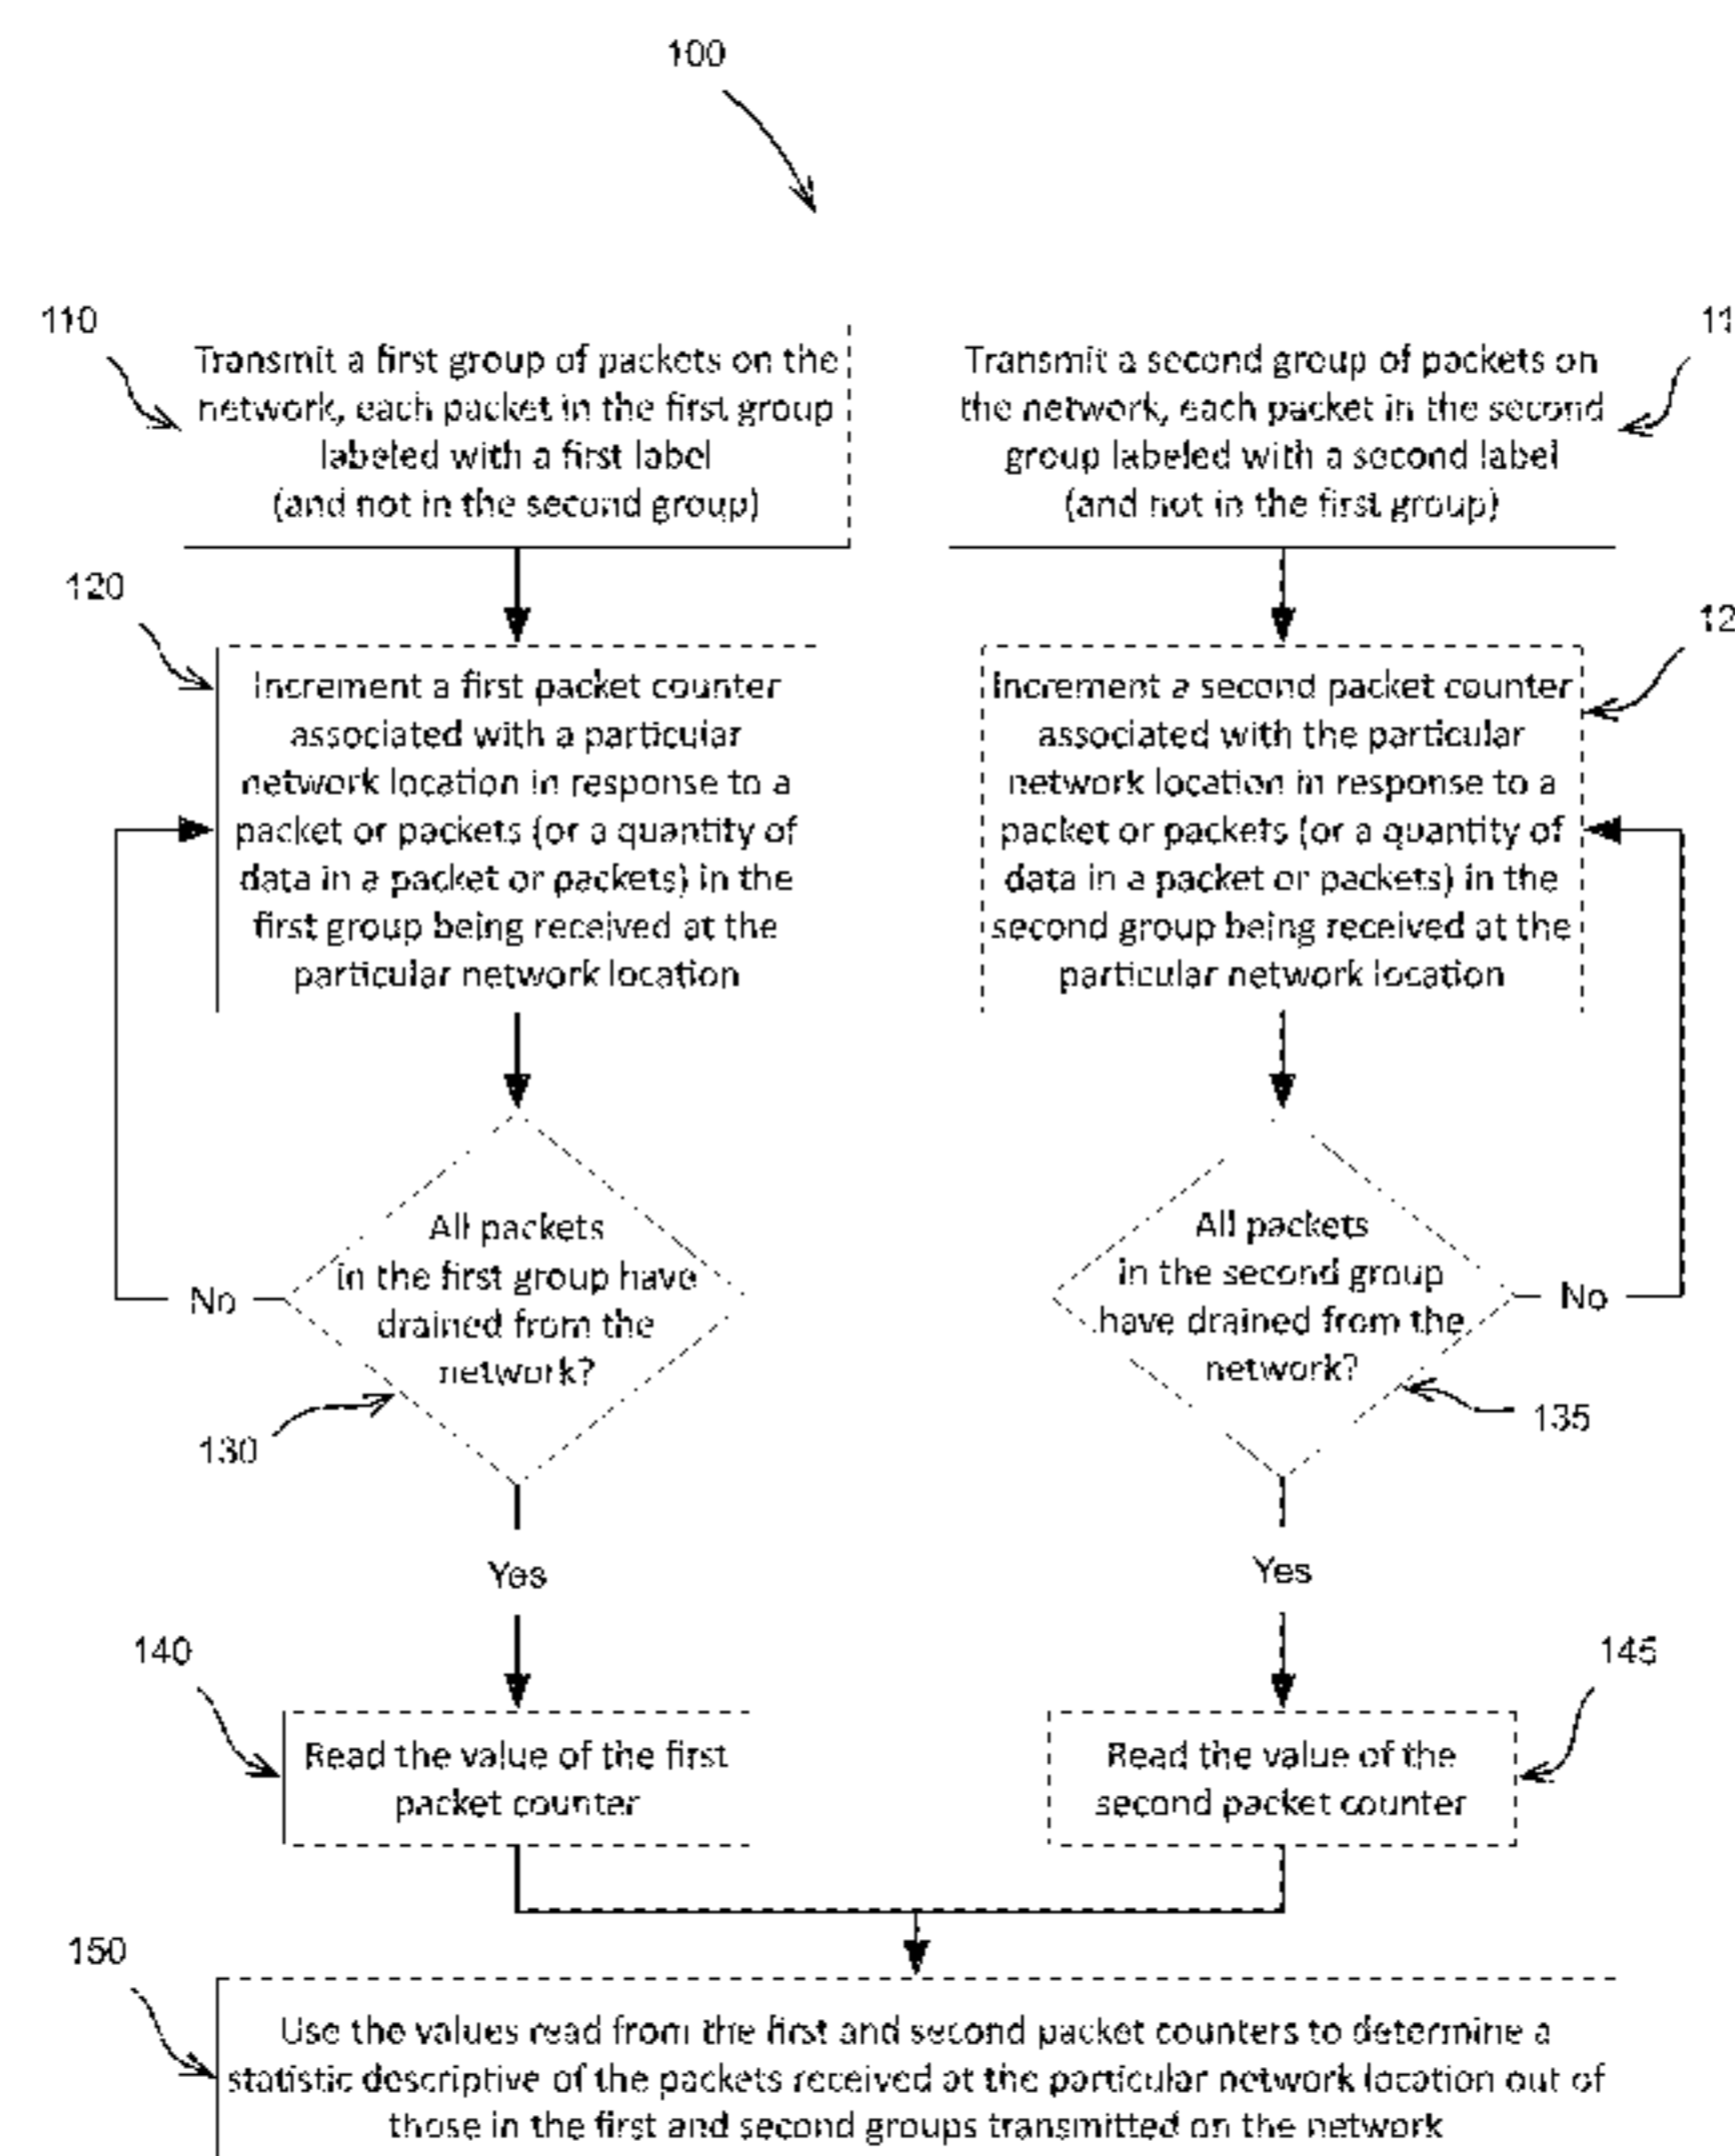 100
110
Transmit a first group of packets on the
network, each packet in the first group
labeled with a first label
(and not in the second group)
11
Transmit a second group of packets on
the network, each packet in the second
group labeled with a second label
(and not in the first group)
120
Increment a first packet counter
associated with a particular
network location in response to a
packet or packets (or a quantity of
data in a packet or packets) in the
first group being received at the
particular network location
12
Increment a second packet counter
associated with the particular
network location in response to a
packet or packets (or a quantity of
data in a packet or packets) in the
second group being received at the
particular network location
All packets
in the first group have
drained from the
network?
No
130
All packets
in the second group
have drained from the
network?
No
135
Yes
Yes
140
Read the value of the first
packet counter
145
Read the value of the
second packet counter
150
Use the values read from the first and second packet counters to determine a
statistic descriptive of the packets received at the particular network location out of
those in the first and second groups transmitted on the network